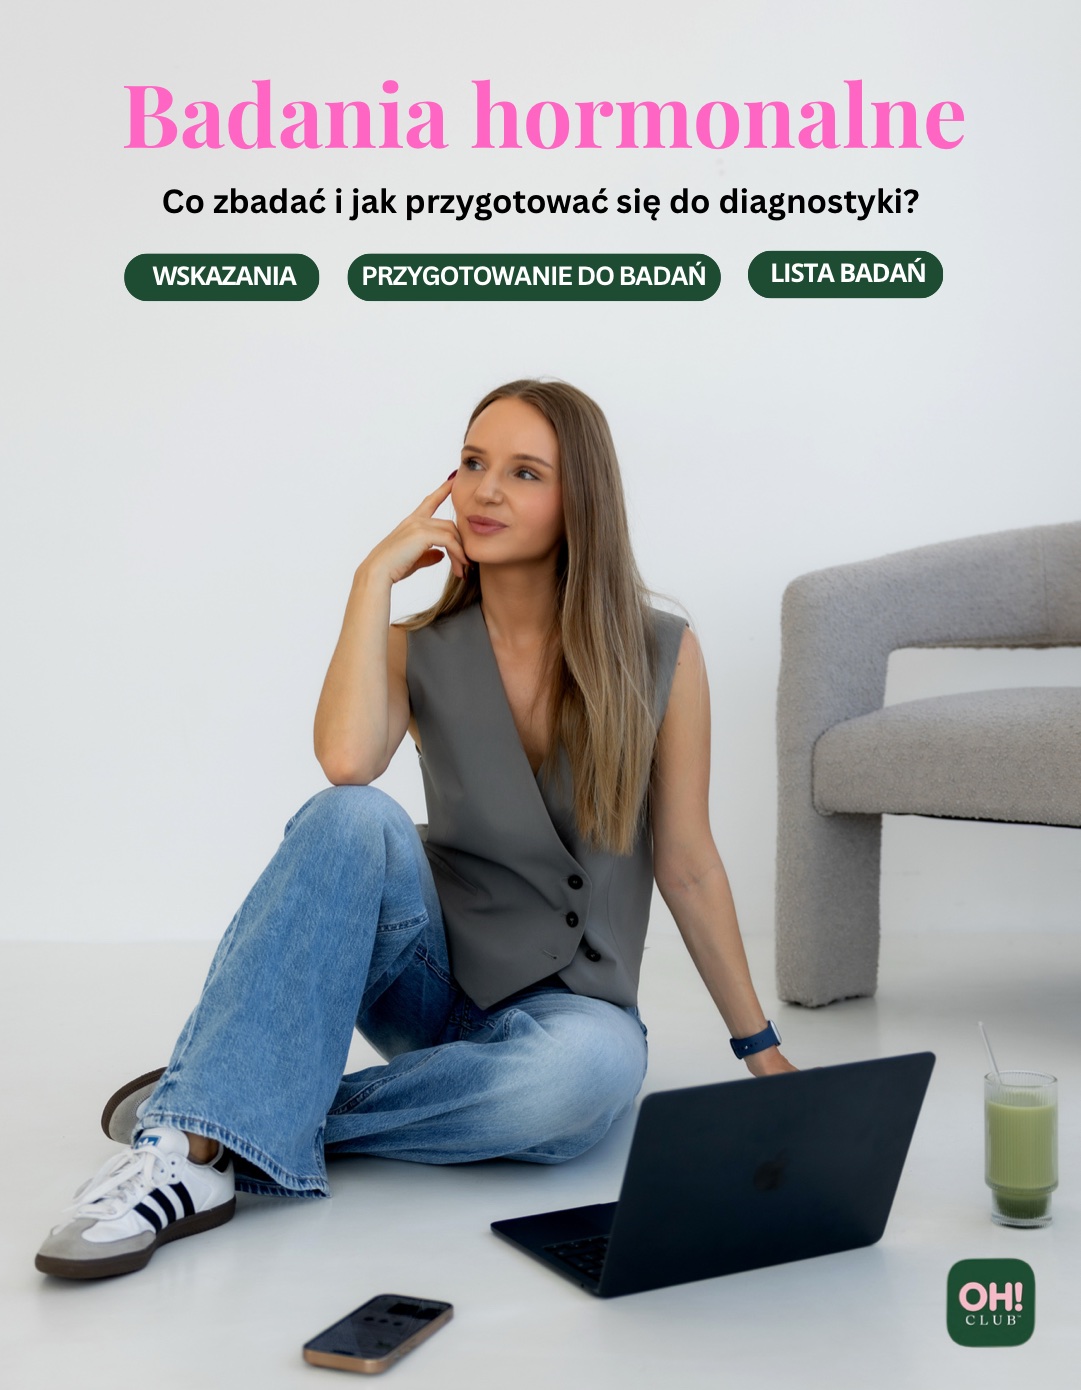 Badania hormonalne
Co zbadać i jak przygotować się do diagnostyki?
WSKAZANIA
PRZYGOTOWANIE DO BADAŃ
LISTA BADAŃ
OH!
CLUB